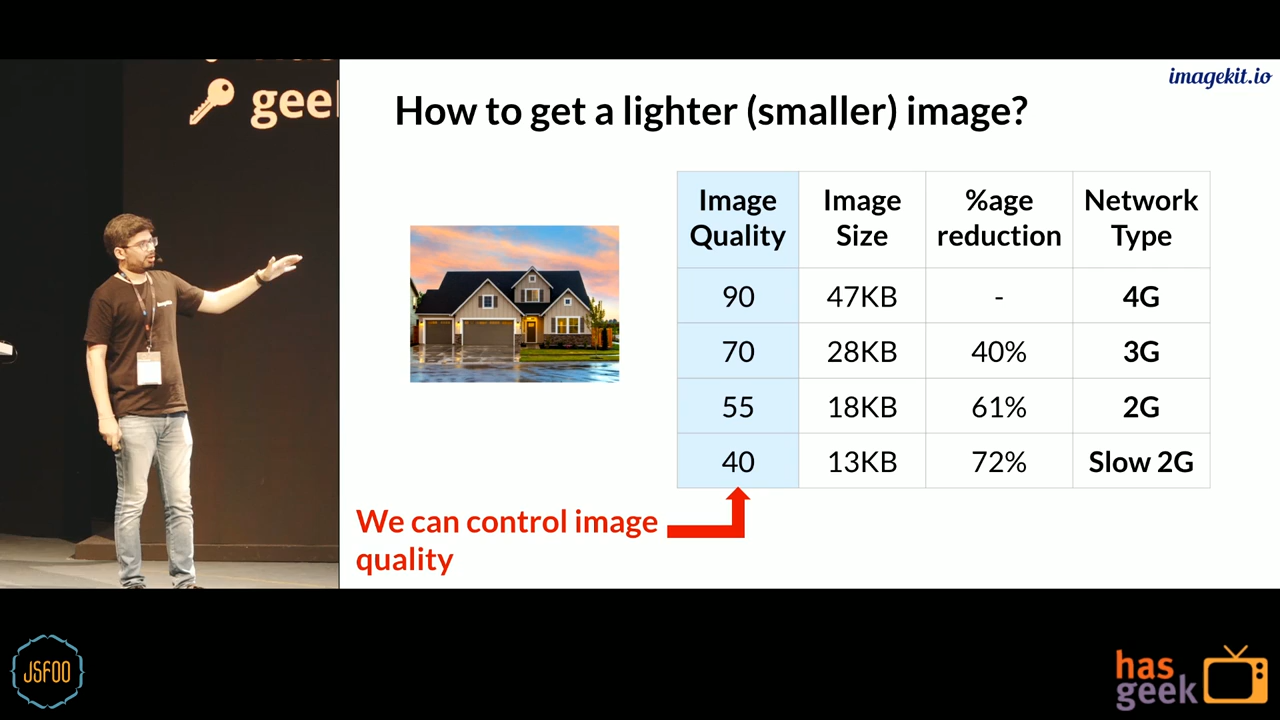 gee
imagekit.io
How to get a lighter (smaller) image?
Image Quality
Image Size
%age reduction
Network Type
90 47KB - 4G
70 28KB 40% 3G
55 18KB 61% 2G
40 13KB 72% Slow 2G
We can control image
quality
JSFOO
has
geek